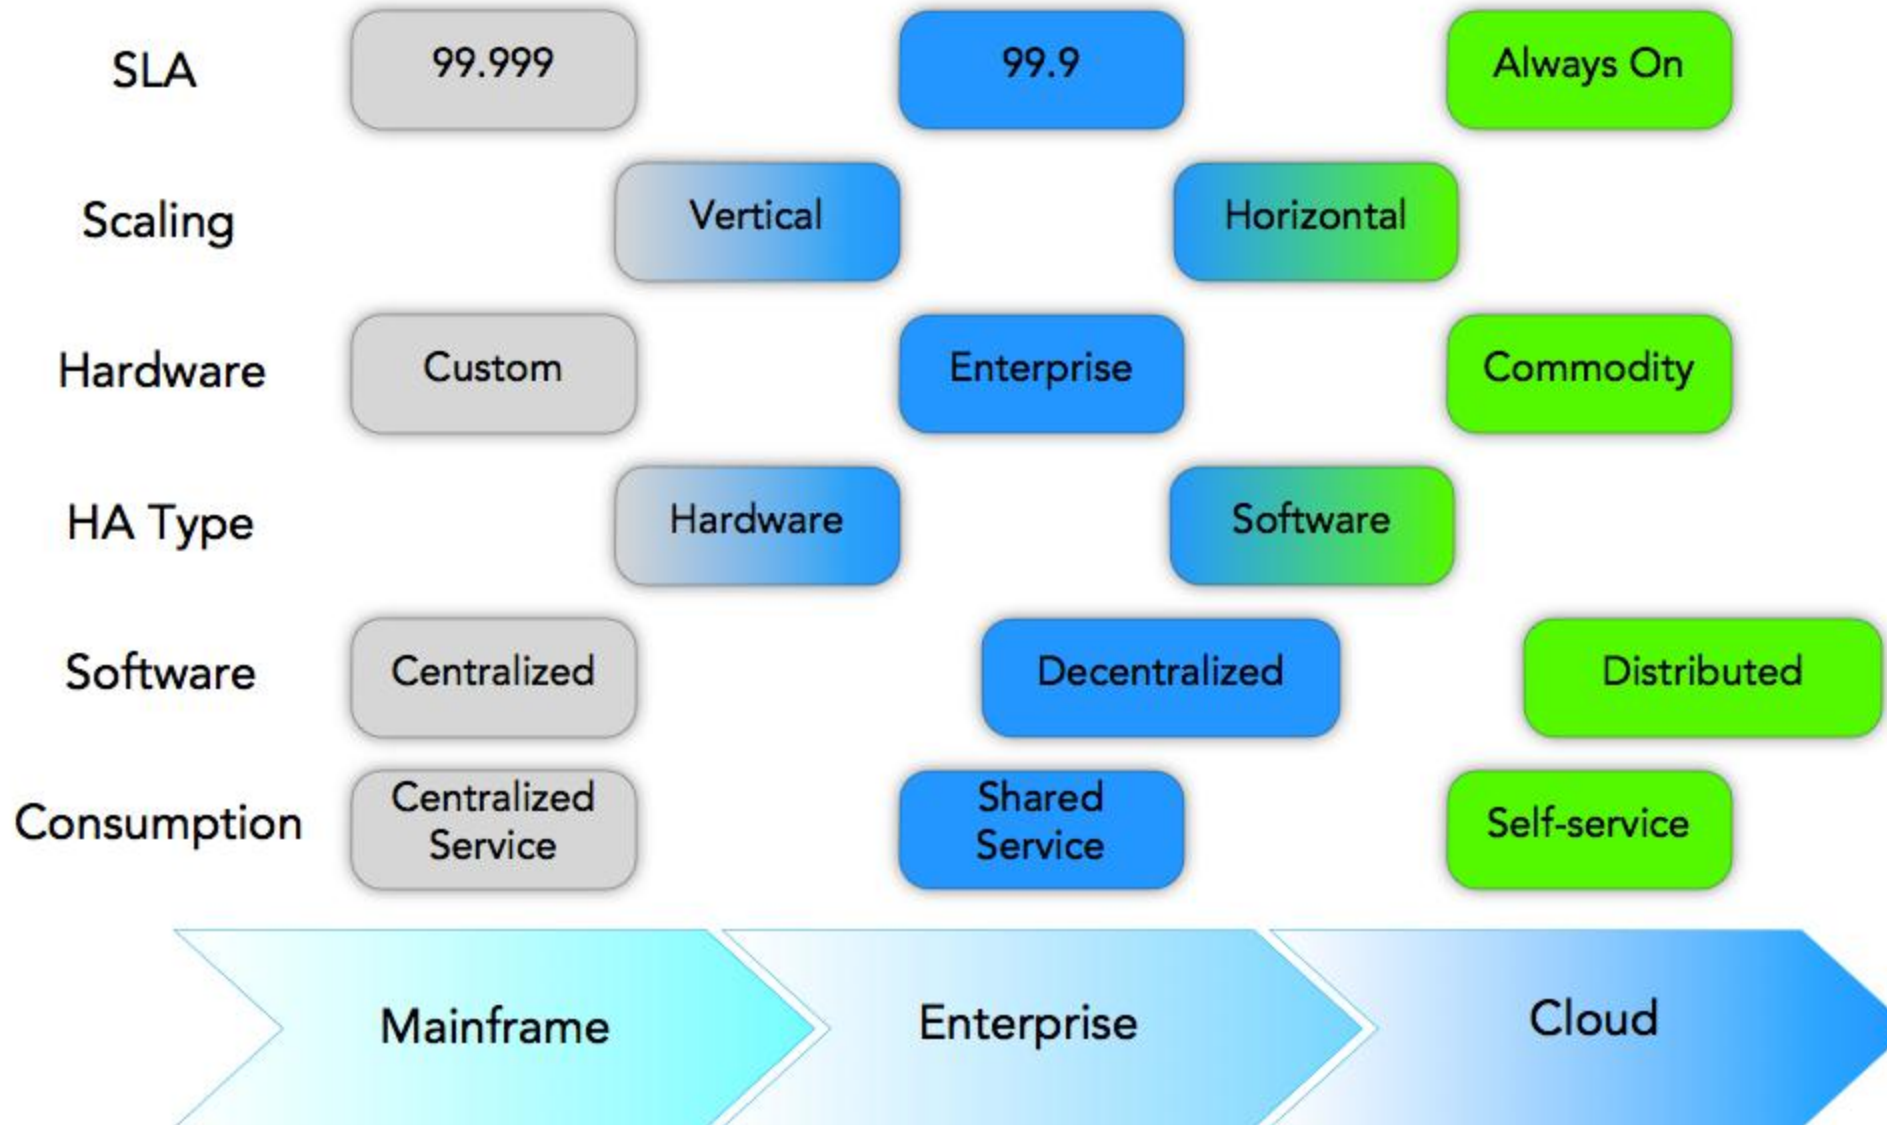 SLA 99.999 99.9 Always On
Scaling Vertical Horizontal
Hardware Custom Enterprise Commodity
HA Type Hardware Software
Software Centralized Decentralized Distributed
Consumption Centralized Service Shared Service Self-service
Mainframe Enterprise Cloud